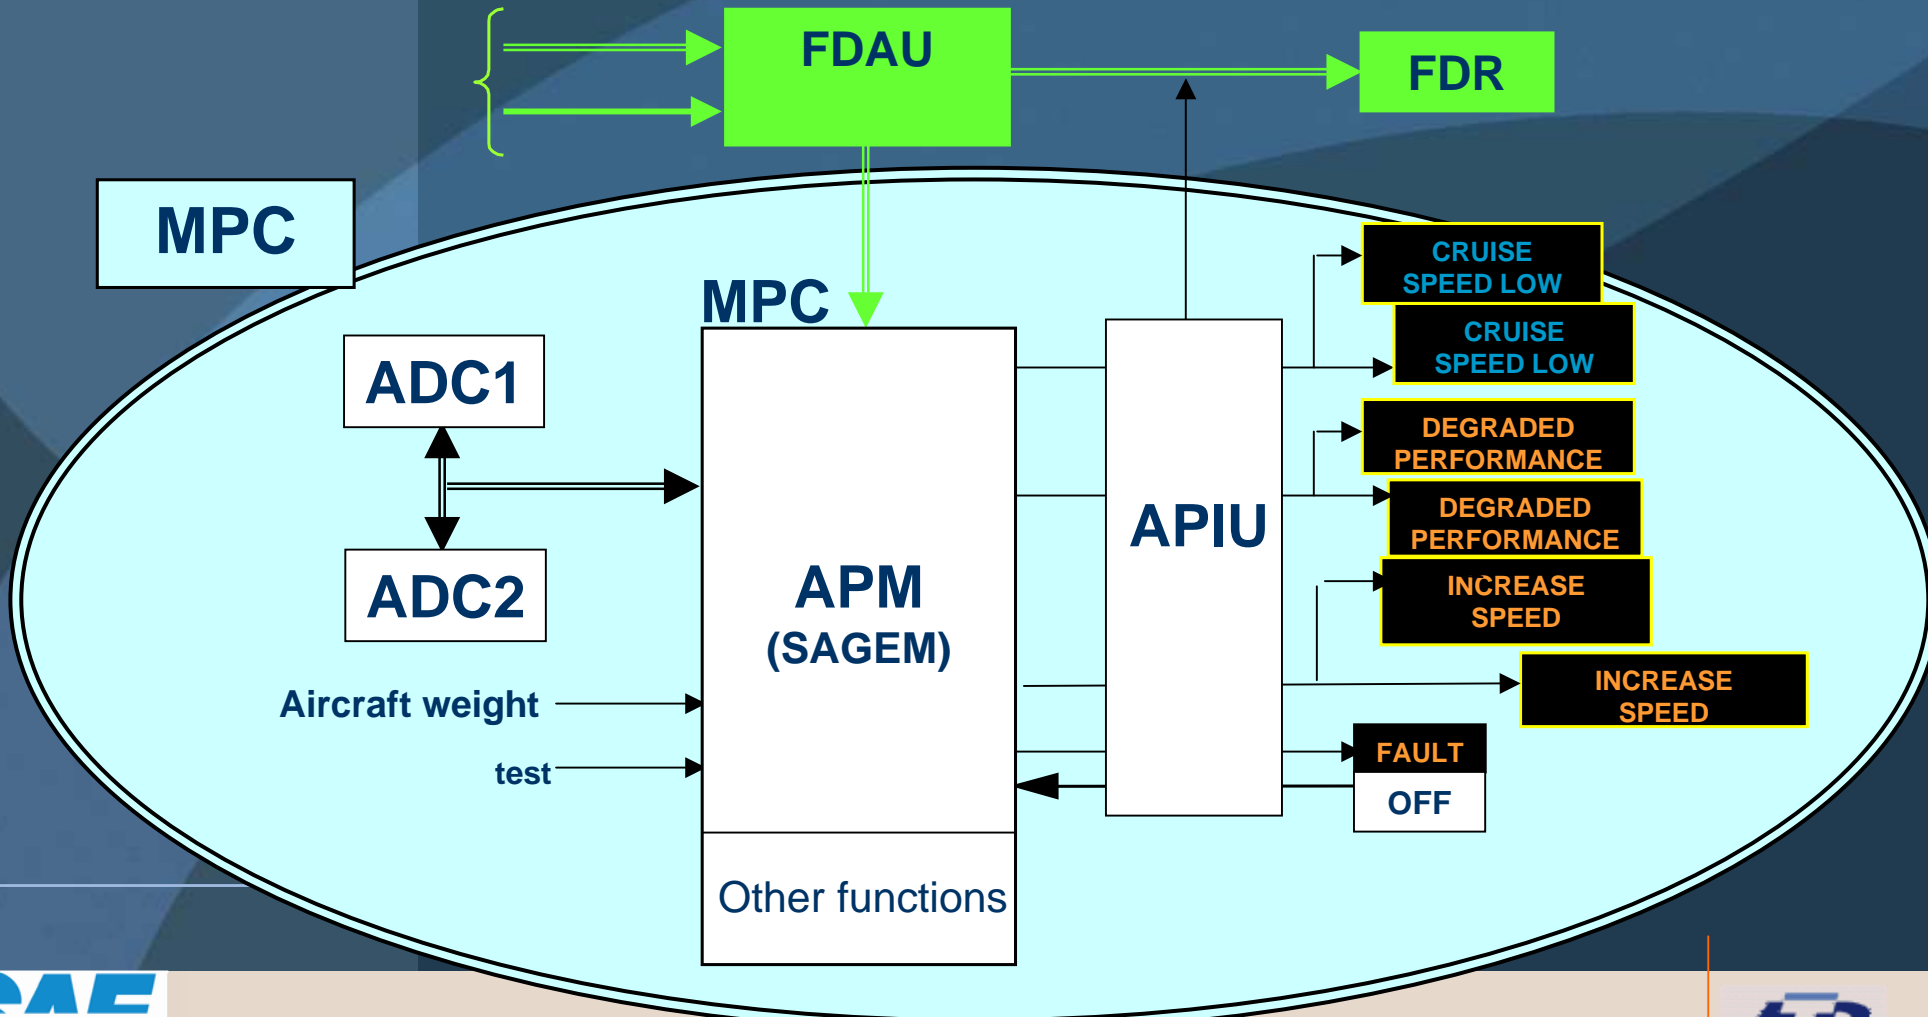 FDAU
FDR
MPC
MPC
CRUISE
SPEED LOW
CRUISE
SPEED LOW
ADC1
DEGRADED
PERFORMANCE
DEGRADED
PERFORMANCE
APIU
ADC2
APM
(SAGEM)
INCREASE
SPEED
INCREASE
SPEED
Aircraft weight
test
FAULT
OFF
Other functions